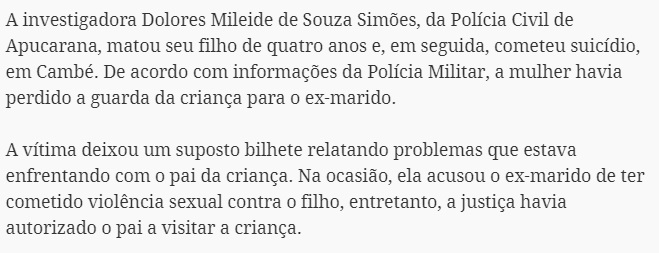 A investigadora Dolores Mileide de Souza Simões, da Polícia Civil de
Apucarana, matou seu filho de quatro anos e, em seguida, cometeu suicídio,
em Cambé. De acordo com informações da Polícia Militar, a mulher havia
perdido a guarda da criança para o ex-marido.
A vítima deixou um suposto bilhete relatando problemas que estava
enfrentando com o pai da criança. Na ocasião, ela acusou o ex-marido de ter
cometido violência sexual contra o filho, entretanto, a justiça havia
autorizado o pai a visitar a criança.